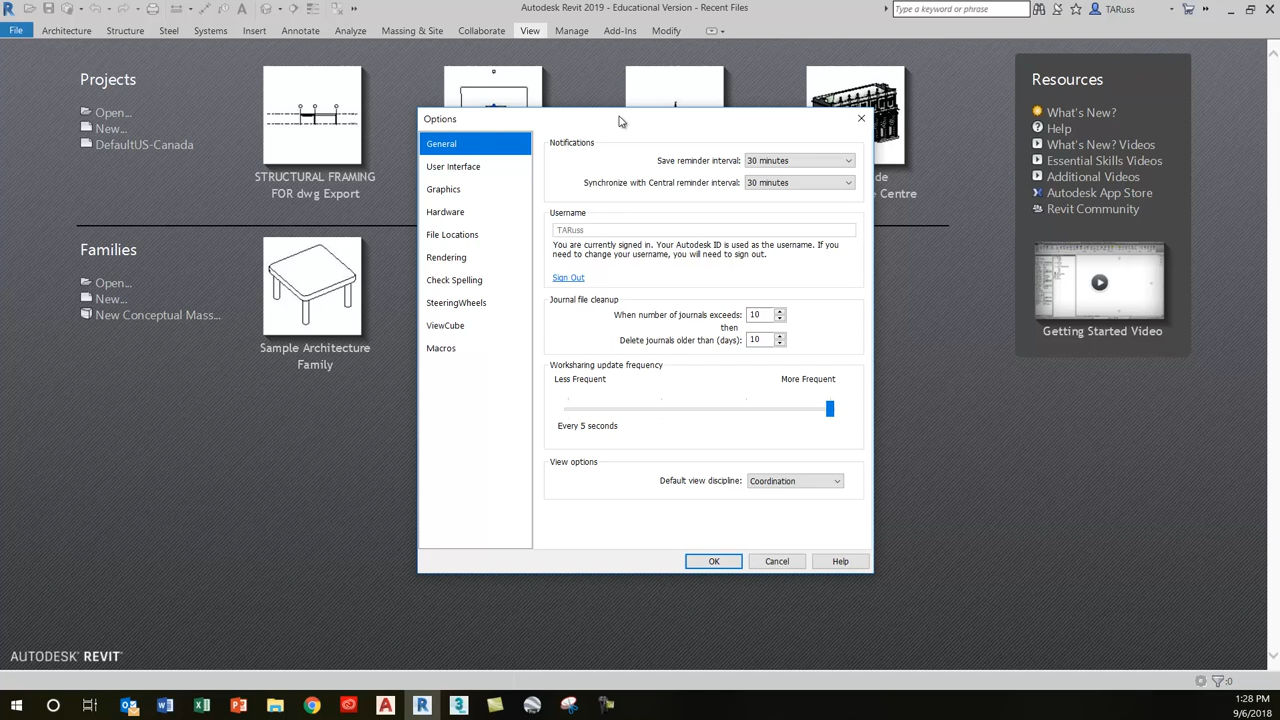 Autodesk Revit 2019 - Educational Version - Recent Files
Type a keyword or phrase
TARuss
File
Architecture
Structure
Steel
Systems
Insert
Annotate
Analyze
Massing & Site
Collaborate
View
Manage
Add-Ins
Modify
Projects
Open...
New...
DefaultUS-Canada
STRUCTURAL FRAMING
FOR dwg Export
de
Centre
Families
Open...
New...
New Conceptual Mass...
Sample Architecture
Family
Resources
What's New?
Help
What's New? Videos
Essential Skills Videos
Additional Videos
Autodesk App Store
Revit Community
Getting Started Video
Options
General
User Interface
Graphics
Hardware
File Locations
Rendering
Check Spelling
SteeringWheels
ViewCube
Macros
Notifications
Save reminder interval: 30 minutes
Synchronize with Central reminder interval: 30 minutes
Username
TARuss
You are currently signed in. Your Autodesk ID is used as the username. If you
need to change your username, you will need to sign out.
Sign Out
Journal file cleanup
When number of journals exceeds: 10
then
Delete journals older than (days): 10
Worksharing update frequency
Less Frequent More Frequent
Every 5 seconds
View options
Default view discipline: Coordination
OK
Cancel
Help
AUTODESK® REVIT®
:0
1:28 PM
9/6/2018